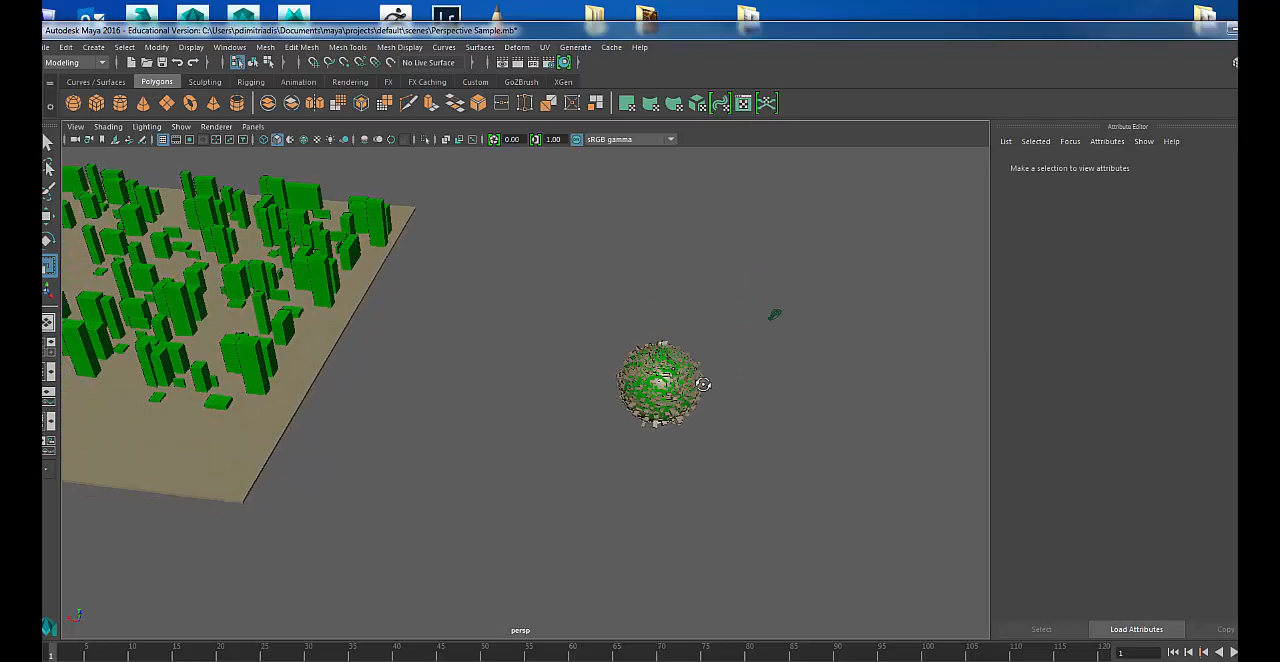 Lr
Autodesk Maya 2016 - Educational Version: C:\Users\pdimitriadis\Documents\maya\projects\default\scenes\Perspective Sample.mb*
ile Edit Create Select Modify Display Windows Mesh Edit Mesh Mesh Tools Mesh Display Curves Surfaces Deform UV Generate Cache Help
Modeling No Live Surface
Curves / Surfaces Polygons Sculpting Rigging Animation Rendering FX FX Caching Custom GoZBrush XGen
View Shading Lighting Show Renderer Panels
Attribute Editor
0.00 1.00 sRGB gamma
List Selected Focus Attributes Show Help
Make a selection to view attributes
persp
Select Load Attributes Copy
5 10 15 20 25 30 35 40 45 50 55 60 65 70 75 80 85 90 95 100 105 110 115 120
1 1